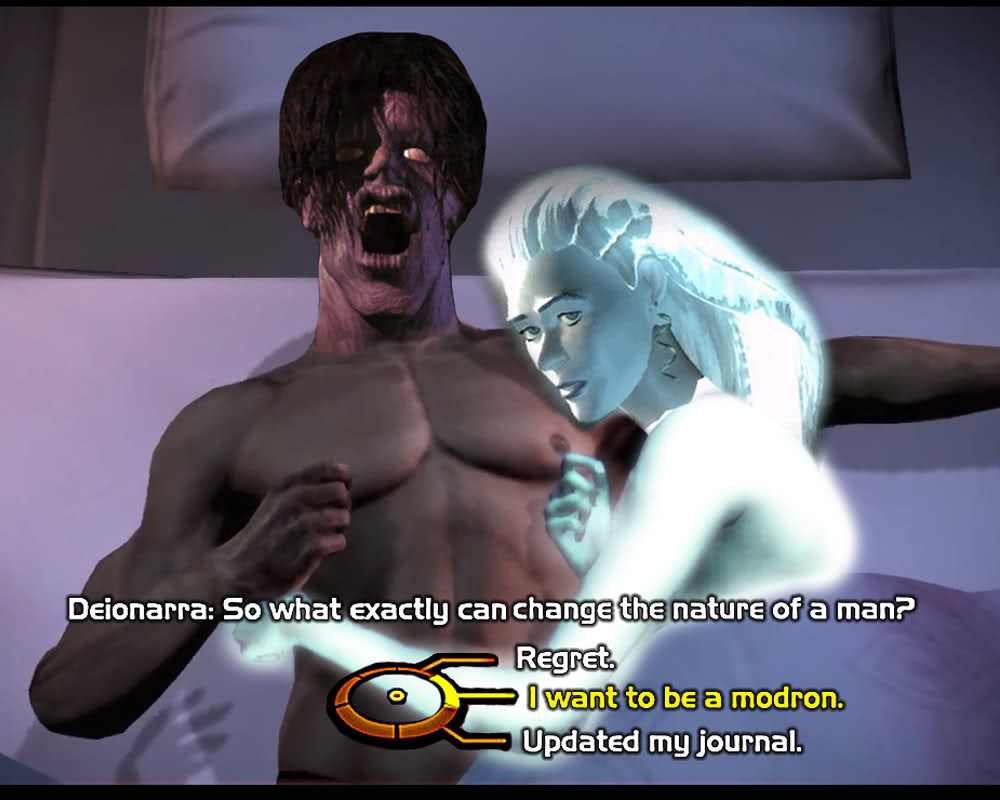 Deionarra: So what exactly can change the nature of a man?
Regret.
I want to be a modron.
Updated my journal.